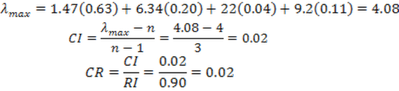 λmax = 1.47(0.63) + 6.34(0.20) + 22(0.04) + 9.2(0.11) = 4.08
CI = (λmax − n)/(n − 1) = (4.08 − 4)/3 = 0.02
CR = CI/RI = 0.02/0.90 = 0.02